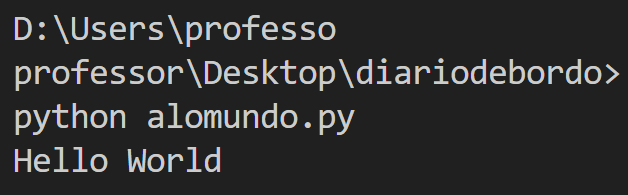 D:\Users\professo
professor\Desktop\diariodebordo>
python alomundo.py
Hello World